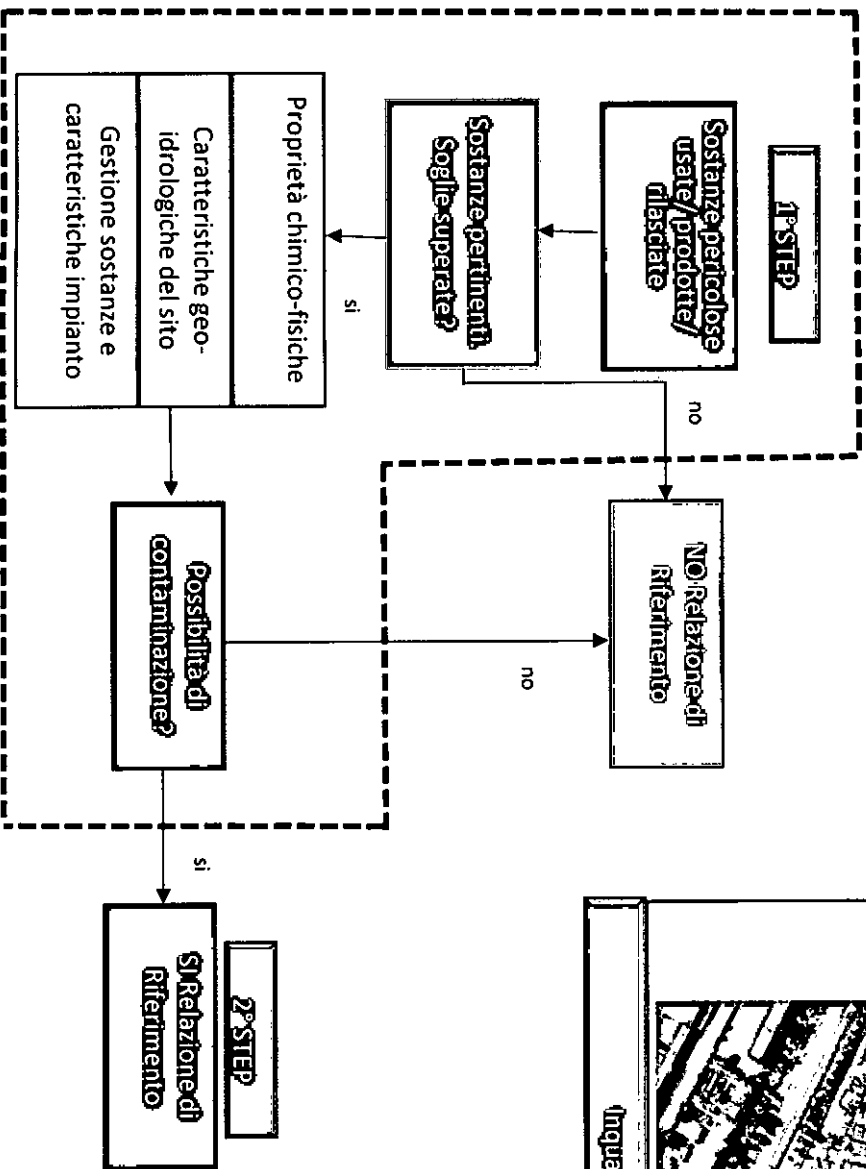 1° STEP
Sostanze pericolose
usate/ prodotte/
rilasciate
Sostanze pertinenti.
Soglie superate?
no
NO Relazione di
Riferimento
si
Proprietà chimico-fisiche
Caratteristiche geo-
idrologiche del sito
Gestione sostanze e
caratteristiche impianto
Possibilità di
contaminazione?
no
si
2° STEP
SI Relazione di
Riferimento